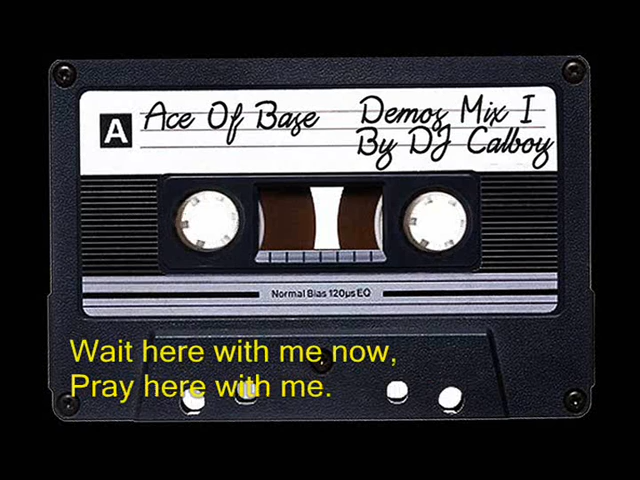 A
Ace Of Base Demos Mix I
By DJ Calboy
Normal Bias 120µs EQ
Wait here with me now,
Pray here with me.